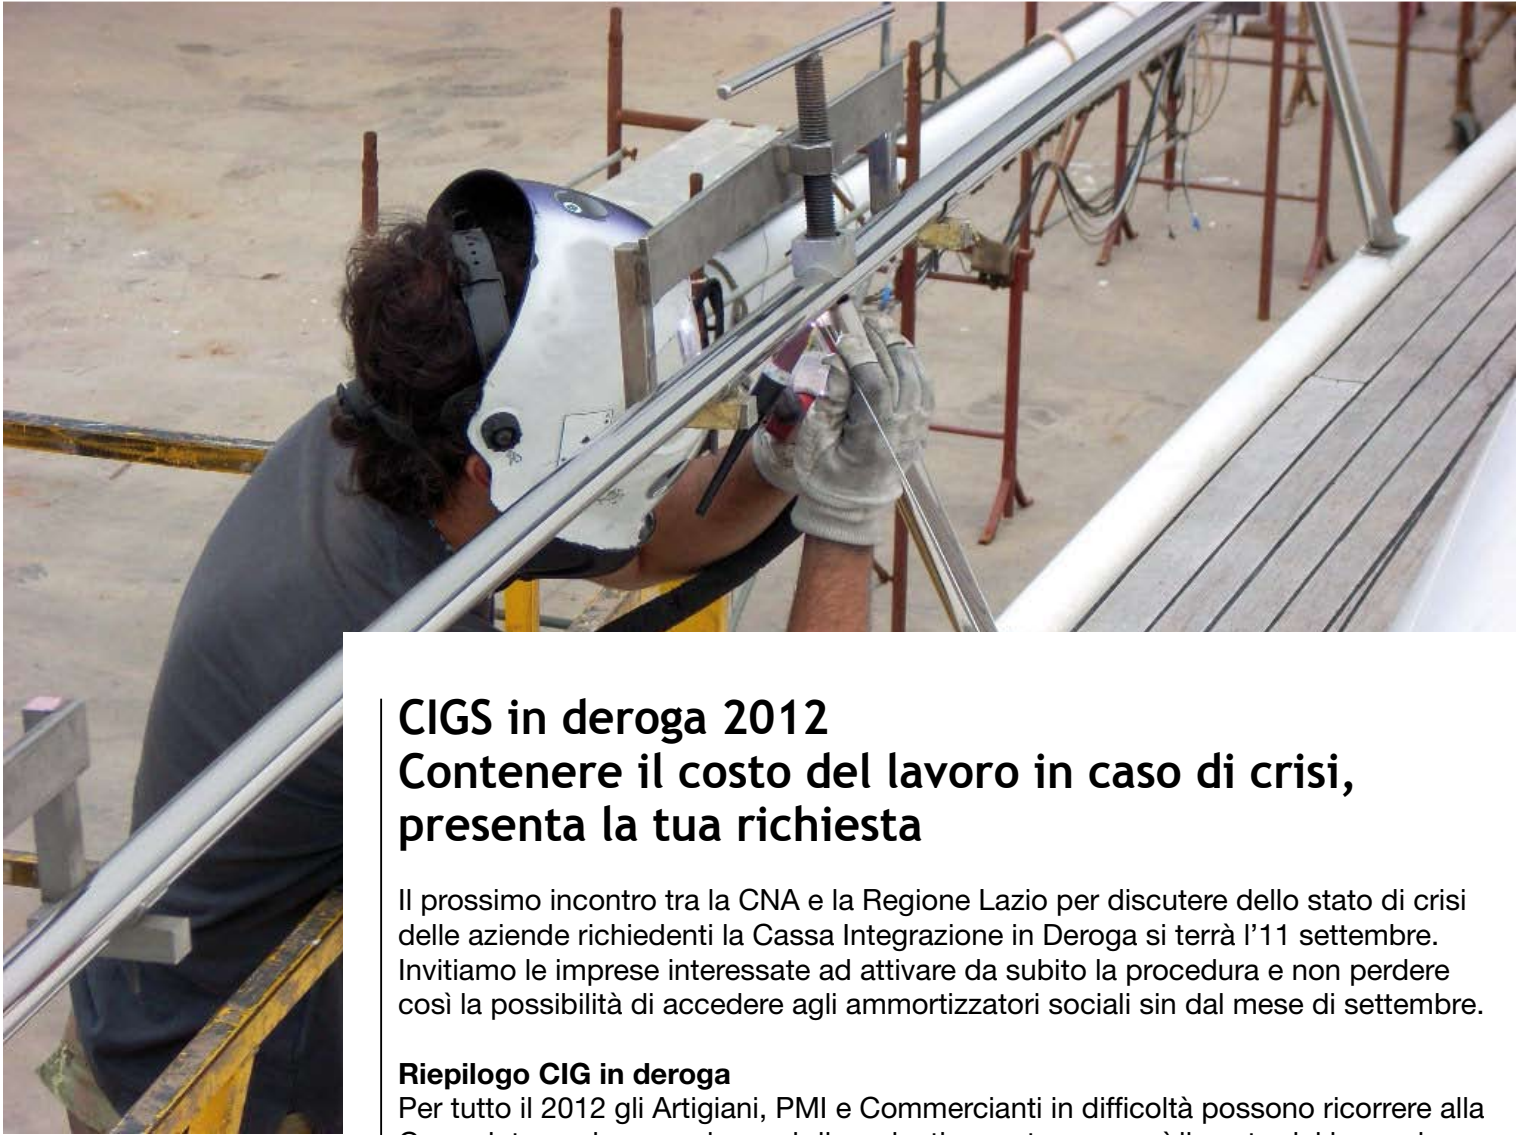 CIGS in deroga 2012
Contenere il costo del lavoro in caso di crisi,
presenta la tua richiesta
Il prossimo incontro tra la CNA e la Regione Lazio per discutere dello stato di crisi
delle aziende richiedenti la Cassa Integrazione in Deroga si terrà l’11 settembre.
Invitiamo le imprese interessate ad attivare da subito la procedura e non perdere
così la possibilità di accedere agli ammortizzatori sociali sin dal mese di settembre.
Riepilogo CIG in deroga
Per tutto il 2012 gli Artigiani, PMI e Commercianti in difficoltà possono ricorrere alla